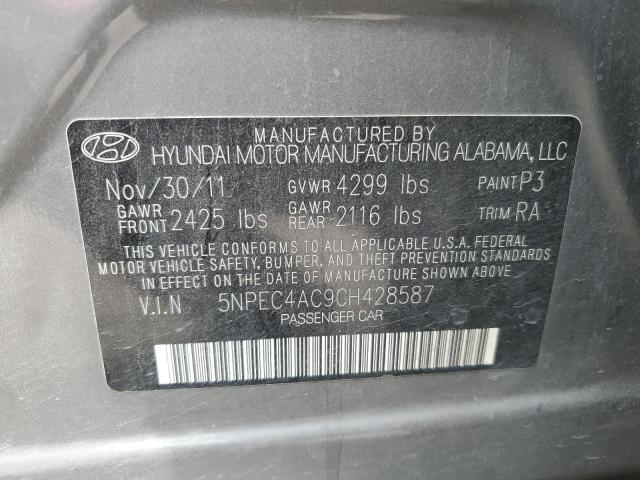 MANUFACTURED BY
HYUNDAI MOTOR MANUFACTURING ALABAMA, LLC
Nov/30/11 GVWR 4299 lbs PAINT P3
GAWR FRONT 2425 lbs GAWR REAR 2116 lbs TRIM RA
THIS VEHICLE CONFORMS TO ALL APPLICABLE U.S.A. FEDERAL
MOTOR VEHICLE SAFETY, BUMPER, AND THEFT PREVENTION STANDARDS
IN EFFECT ON THE DATE OF MANUFACTURE SHOWN ABOVE
V.I.N 5NPEC4AC9CH428587
PASSENGER CAR